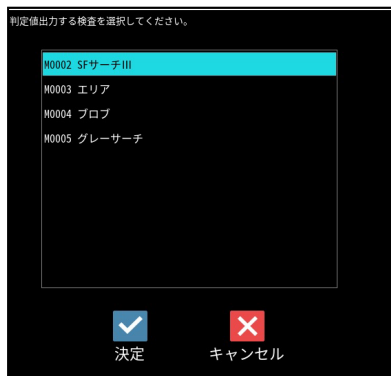 判定値出力する検査を選択してください。
M0002 SFサーチIII
M0003 エリア
M0004 ブロブ
M0005 グレーサーチ
決定
キャンセル